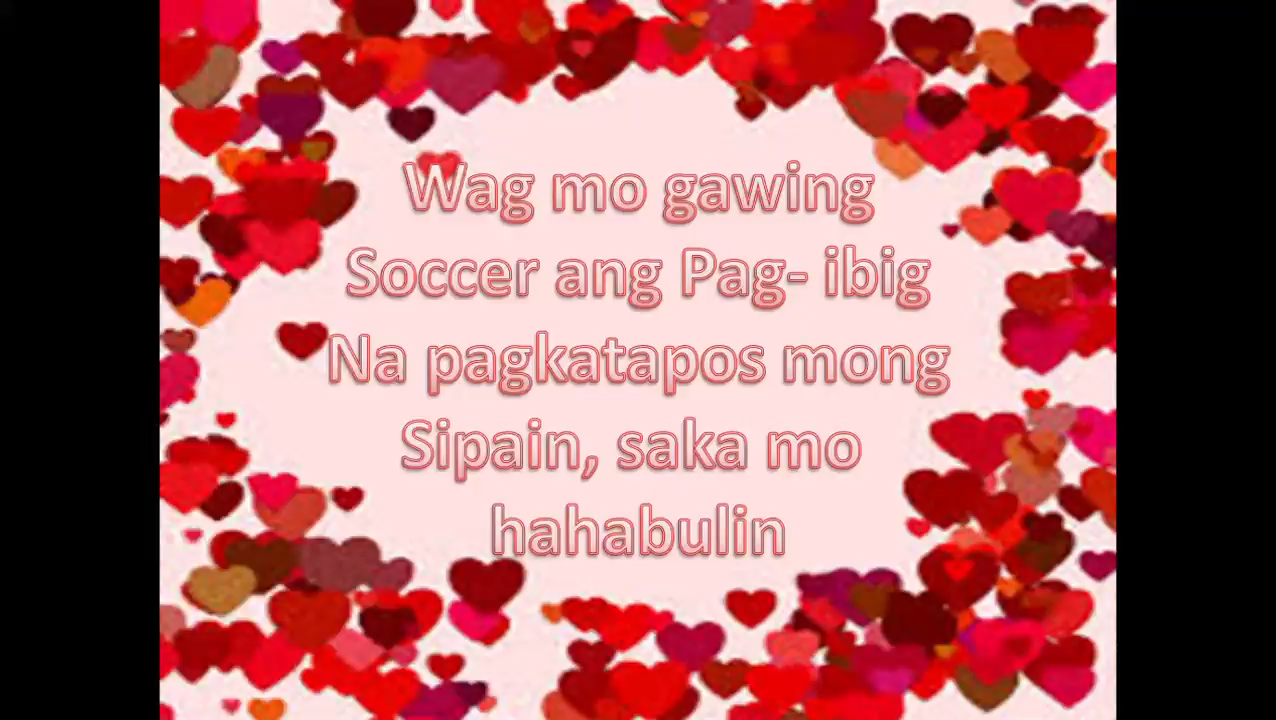 Wag mo gawing
Soccer ang Pag- ibig
Na pagkatapos mong
Sipain, saka mo
hahabulin